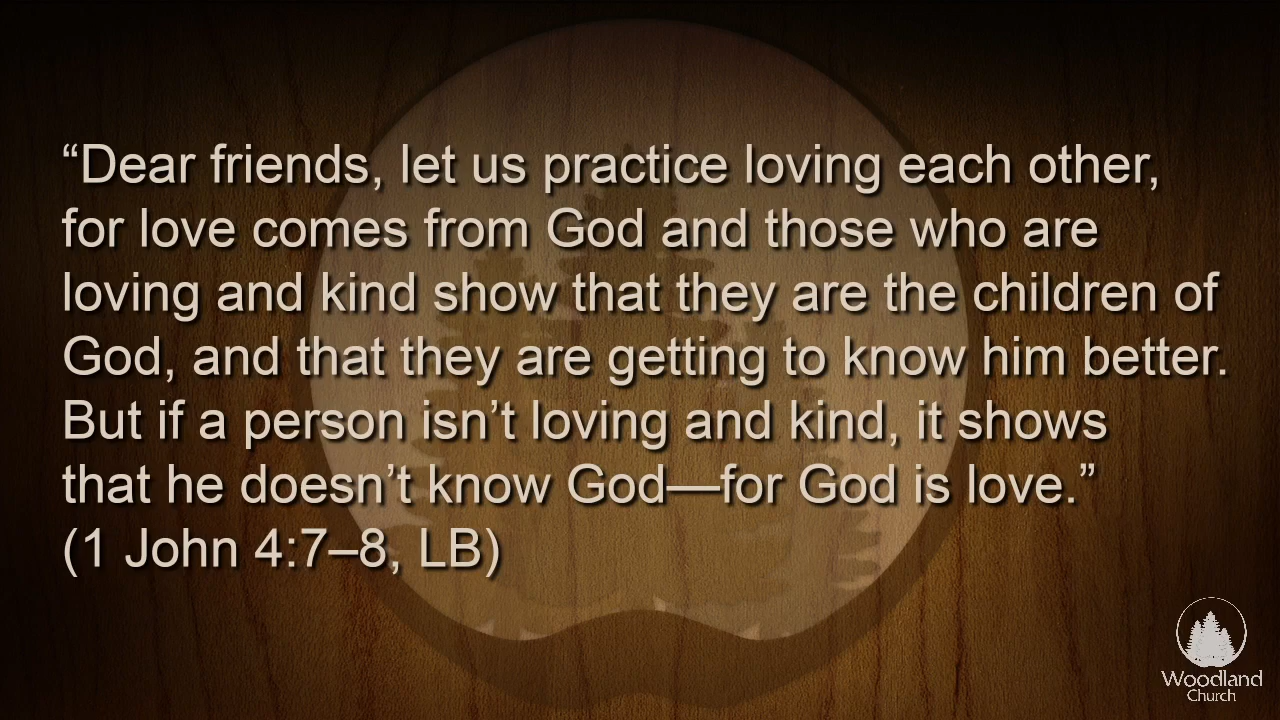 “Dear friends, let us practice loving each other,
for love comes from God and those who are
loving and kind show that they are the children of
God, and that they are getting to know him better.
But if a person isn’t loving and kind, it shows
that he doesn’t know God—for God is love.”
(1 John 4:7–8, LB)
Woodland
Church